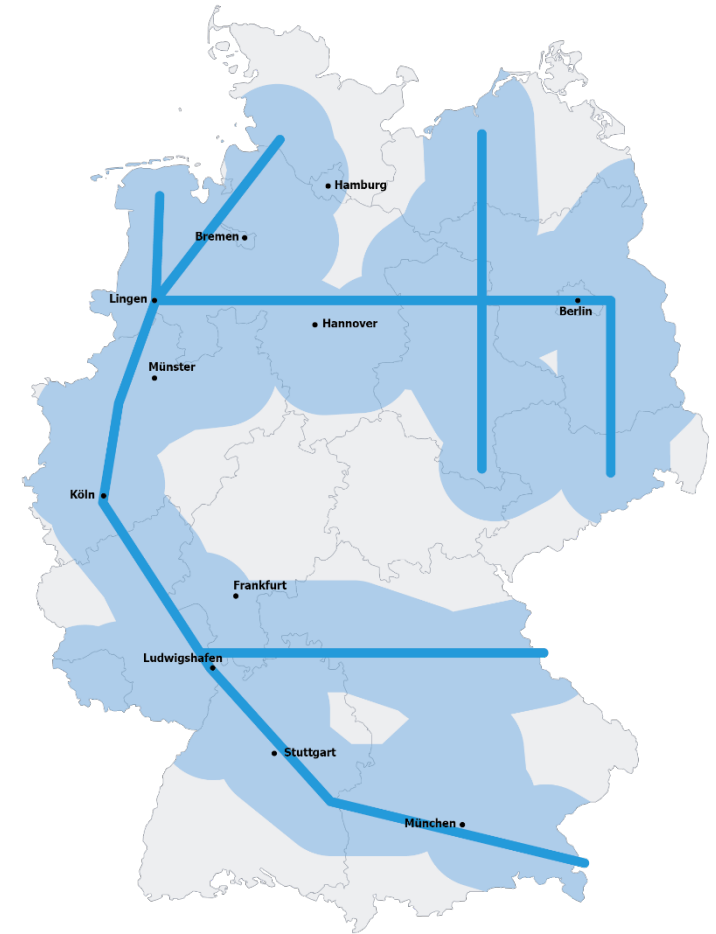 Hamburg
Bremen
Lingen
Berlin
Hannover
Münster
Köln
Frankfurt
Ludwigshafen
Stuttgart
München